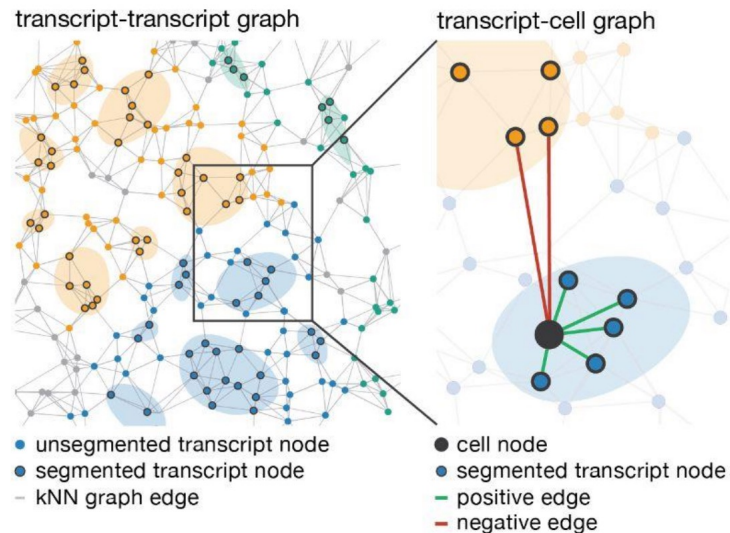 transcript-transcript graph
transcript-cell graph
unsegmented transcript node
segmented transcript node
kNN graph edge
cell node
segmented transcript node
positive edge
negative edge